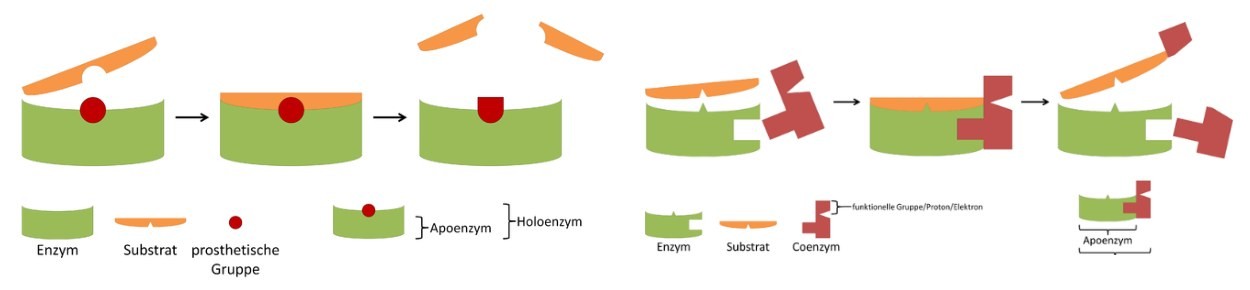 Enzym
Substrat
prosthetische
Gruppe
Apoenzym
Holoenzym
Enzym
Substrat
Coenzym
funktionelle Gruppe/Proton/Elektron
Apoenzym